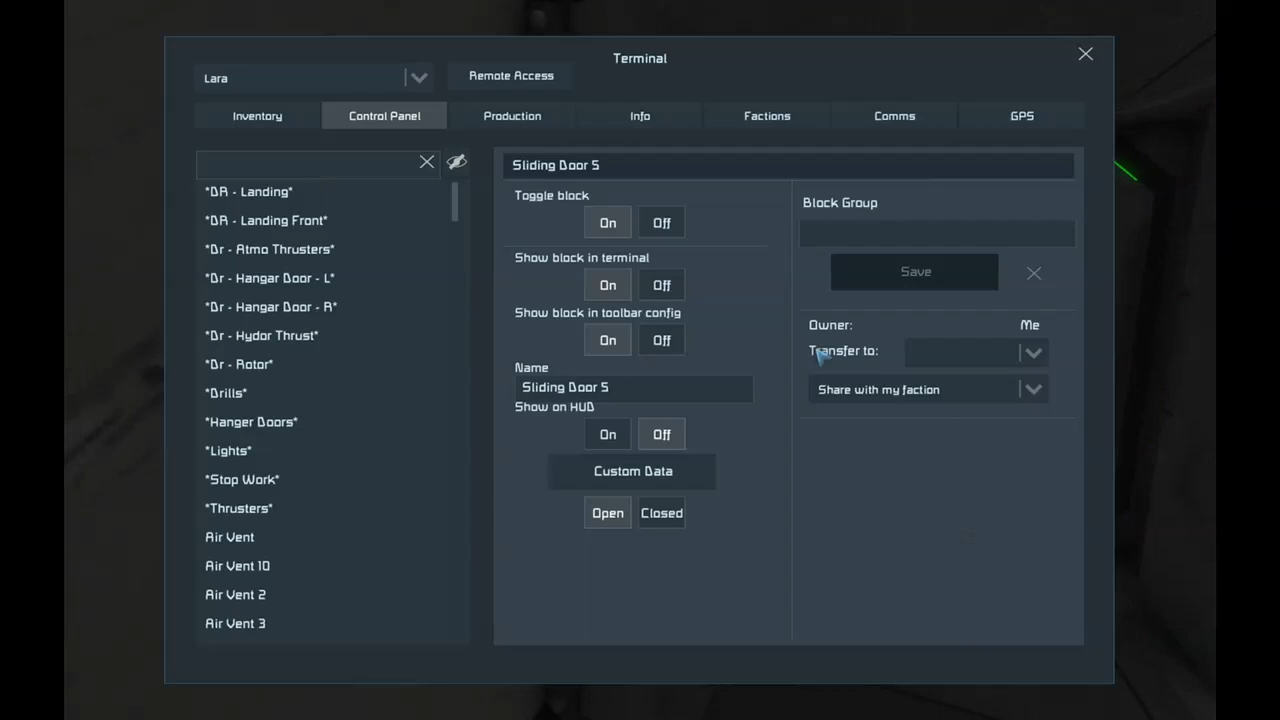 Terminal
Lara
Remote Access
Inventory
Control Panel
Production
Info
Factions
Comms
GPS
*DR - Landing*
*DR - Landing Front*
*Dr - Atmo Thrusters*
*Dr - Hangar Door - L*
*Dr - Hangar Door - R*
*Dr - Hydor Thrust*
*Dr - Rotor*
*Drills*
*Hanger Doors*
*Lights*
*Stop Work*
*Thrusters*
Air Vent
Air Vent 10
Air Vent 2
Air Vent 3
Sliding Door 5
Toggle block
On Off
Show block in terminal
On Off
Show block in toolbar config
On Off
Name
Sliding Door 5
Show on HUD
On Off
Custom Data
Open Closed
Block Group
Save
Owner: Me
Transfer to:
Share with my faction